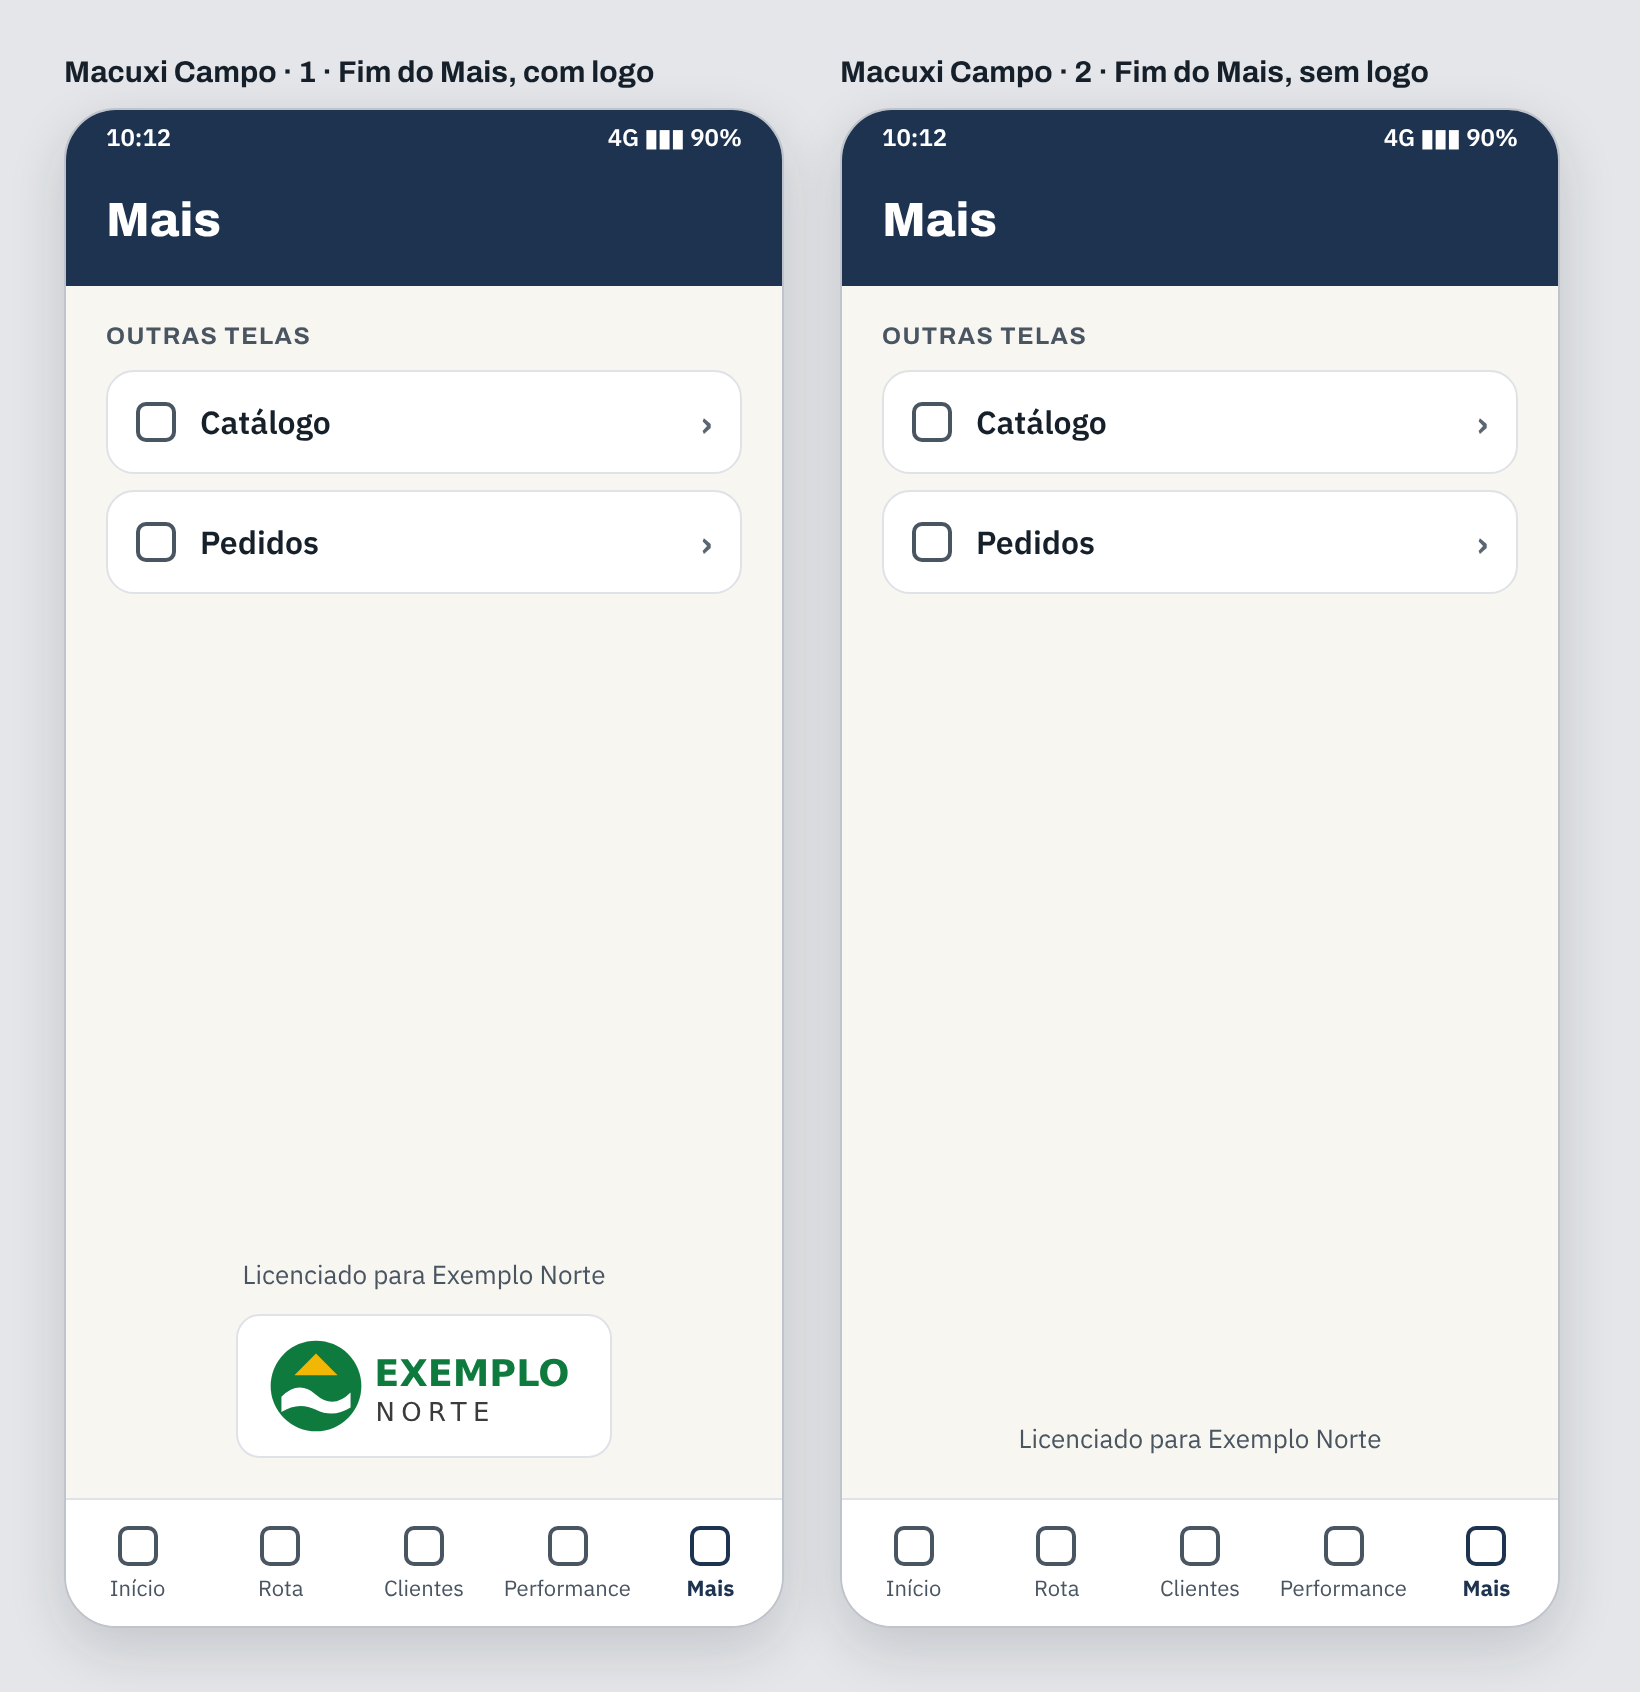 Macuxi Campo · 1 · Fim do Mais, com logo
10:12 4G 90%
Mais
OUTRAS TELAS
Catálogo ›
Pedidos ›
Licenciado para Exemplo Norte
EXEMPLO
NORTE
Início Rota Clientes Performance Mais
Macuxi Campo · 2 · Fim do Mais, sem logo
10:12 4G 90%
Mais
OUTRAS TELAS
Catálogo ›
Pedidos ›
Licenciado para Exemplo Norte
Início Rota Clientes Performance Mais